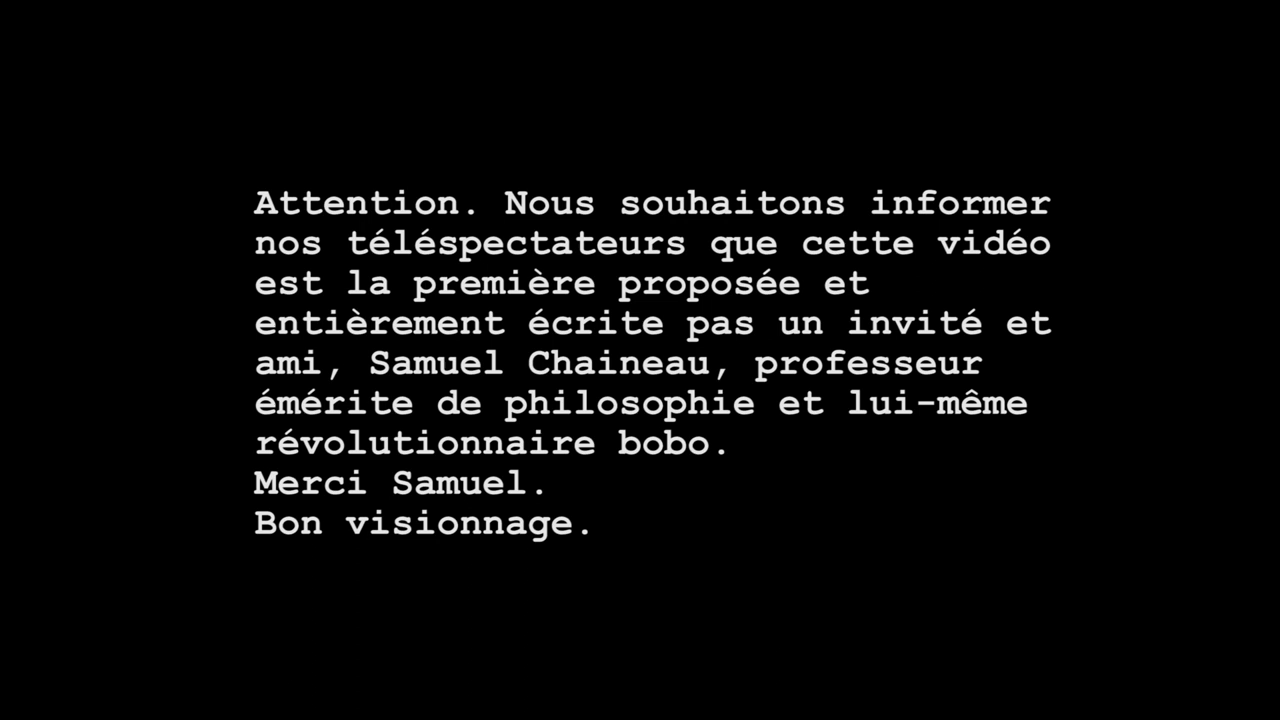 Attention. Nous souhaitons informer
nos téléspectateurs que cette vidéo
est la première proposée et
entièrement écrite pas un invité et
ami, Samuel Chaineau, professeur
émérite de philosophie et lui-même
révolutionnaire bobo.
Merci Samuel.
Bon visionnage.